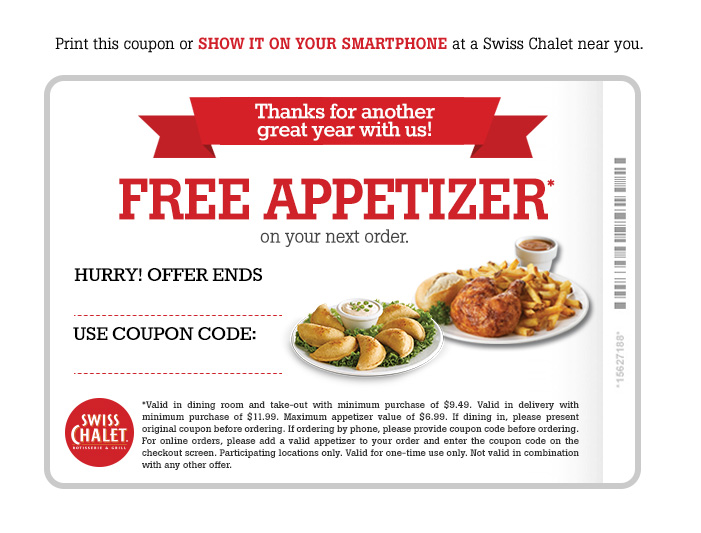 Print this coupon or SHOW IT ON YOUR SMARTPHONE at a Swiss Chalet near you.
Thanks for another
great year with us!
FREE APPETIZER*
on your next order.
HURRY! OFFER ENDS
USE COUPON CODE:
*15627188*
SWISS
CHALET.
ROTISSERIE & GRILL
*Valid in dining room and take-out with minimum purchase of $9.49. Valid in delivery with
minimum purchase of $11.99. Maximum appetizer value of $6.99. If dining in, please present
original coupon before ordering. If ordering by phone, please provide coupon code before ordering.
For online orders, please add a valid appetizer to your order and enter the coupon code on the
checkout screen. Participating locations only. Valid for one-time use only. Not valid in combination
with any other offer.